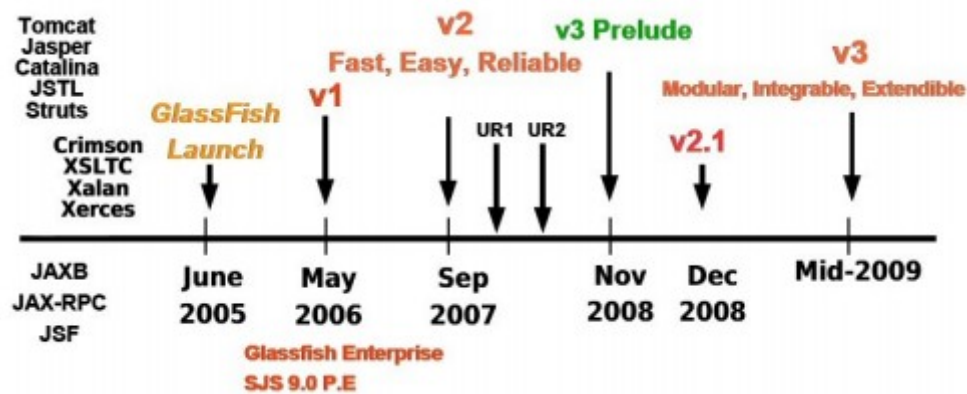 Tomcat
Jasper
Catalina
JSTL
Struts
Crimson
XSLTC
Xalan
Xerces
GlassFish
Launch
v1
v2
Fast, Easy, Reliable
UR1
UR2
v3 Prelude
v2.1
v3
Modular, Integrable, Extendible
JAXB
JAX-RPC
JSF
June
2005
May
2006
Sep
2007
Nov
2008
Dec
2008
Mid-2009
Glassfish Enterprise
SJS 9.0 P.E